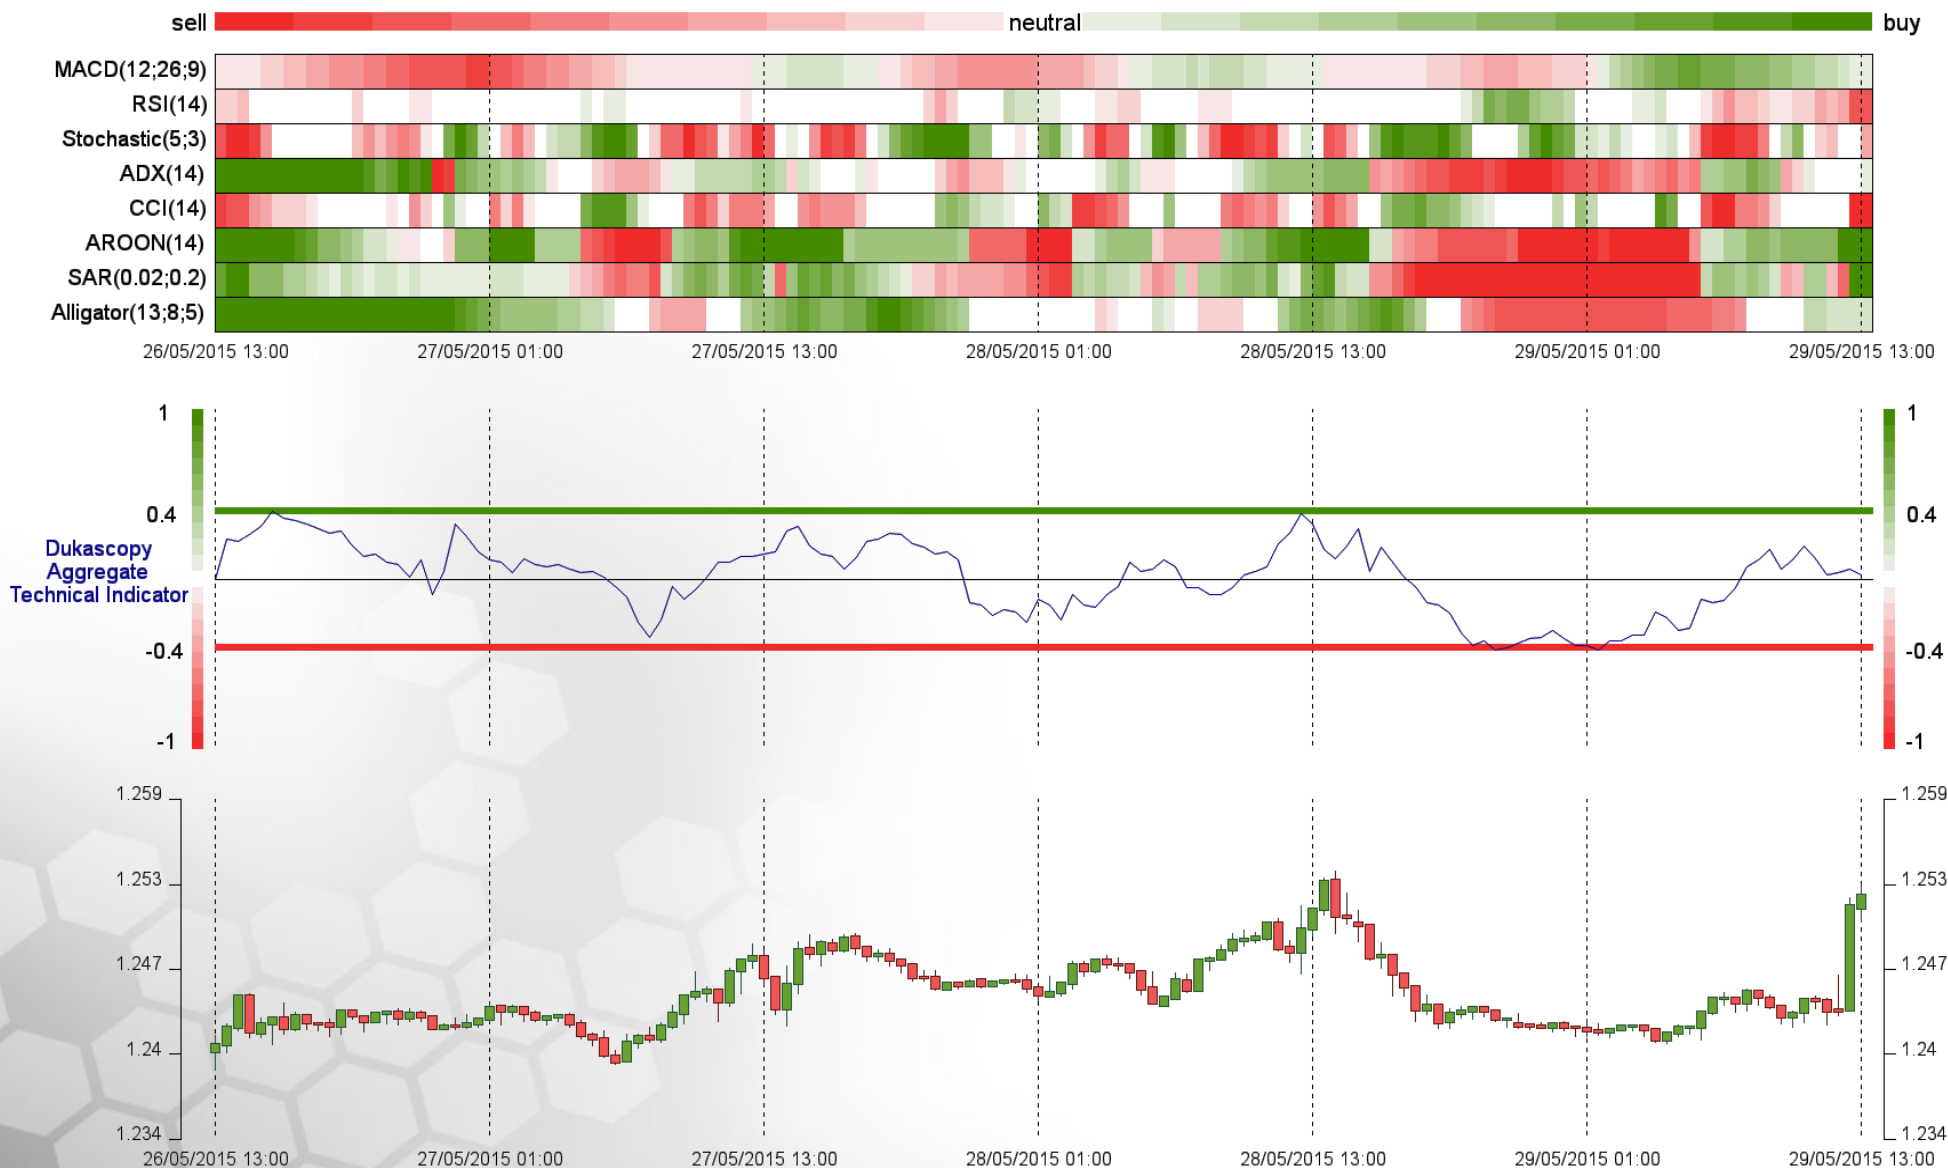 sell neutral buy
MACD(12;26;9)
RSI(14)
Stochastic(5;3)
ADX(14)
CCI(14)
AROON(14)
SAR(0.02;0.2)
Alligator(13;8;5)
26/05/2015 13:00 27/05/2015 01:00 27/05/2015 13:00 28/05/2015 01:00 28/05/2015 13:00 29/05/2015 01:00 29/05/2015 13:00
1 1
0.4 0.4
Dukascopy
Aggregate
Technical Indicator
-0.4 -0.4
-1 -1
1.259 1.259
1.253 1.253
1.247 1.247
1.24 1.24
1.234 1.234
26/05/2015 13:00 27/05/2015 01:00 27/05/2015 13:00 28/05/2015 01:00 28/05/2015 13:00 29/05/2015 01:00 29/05/2015 13:00